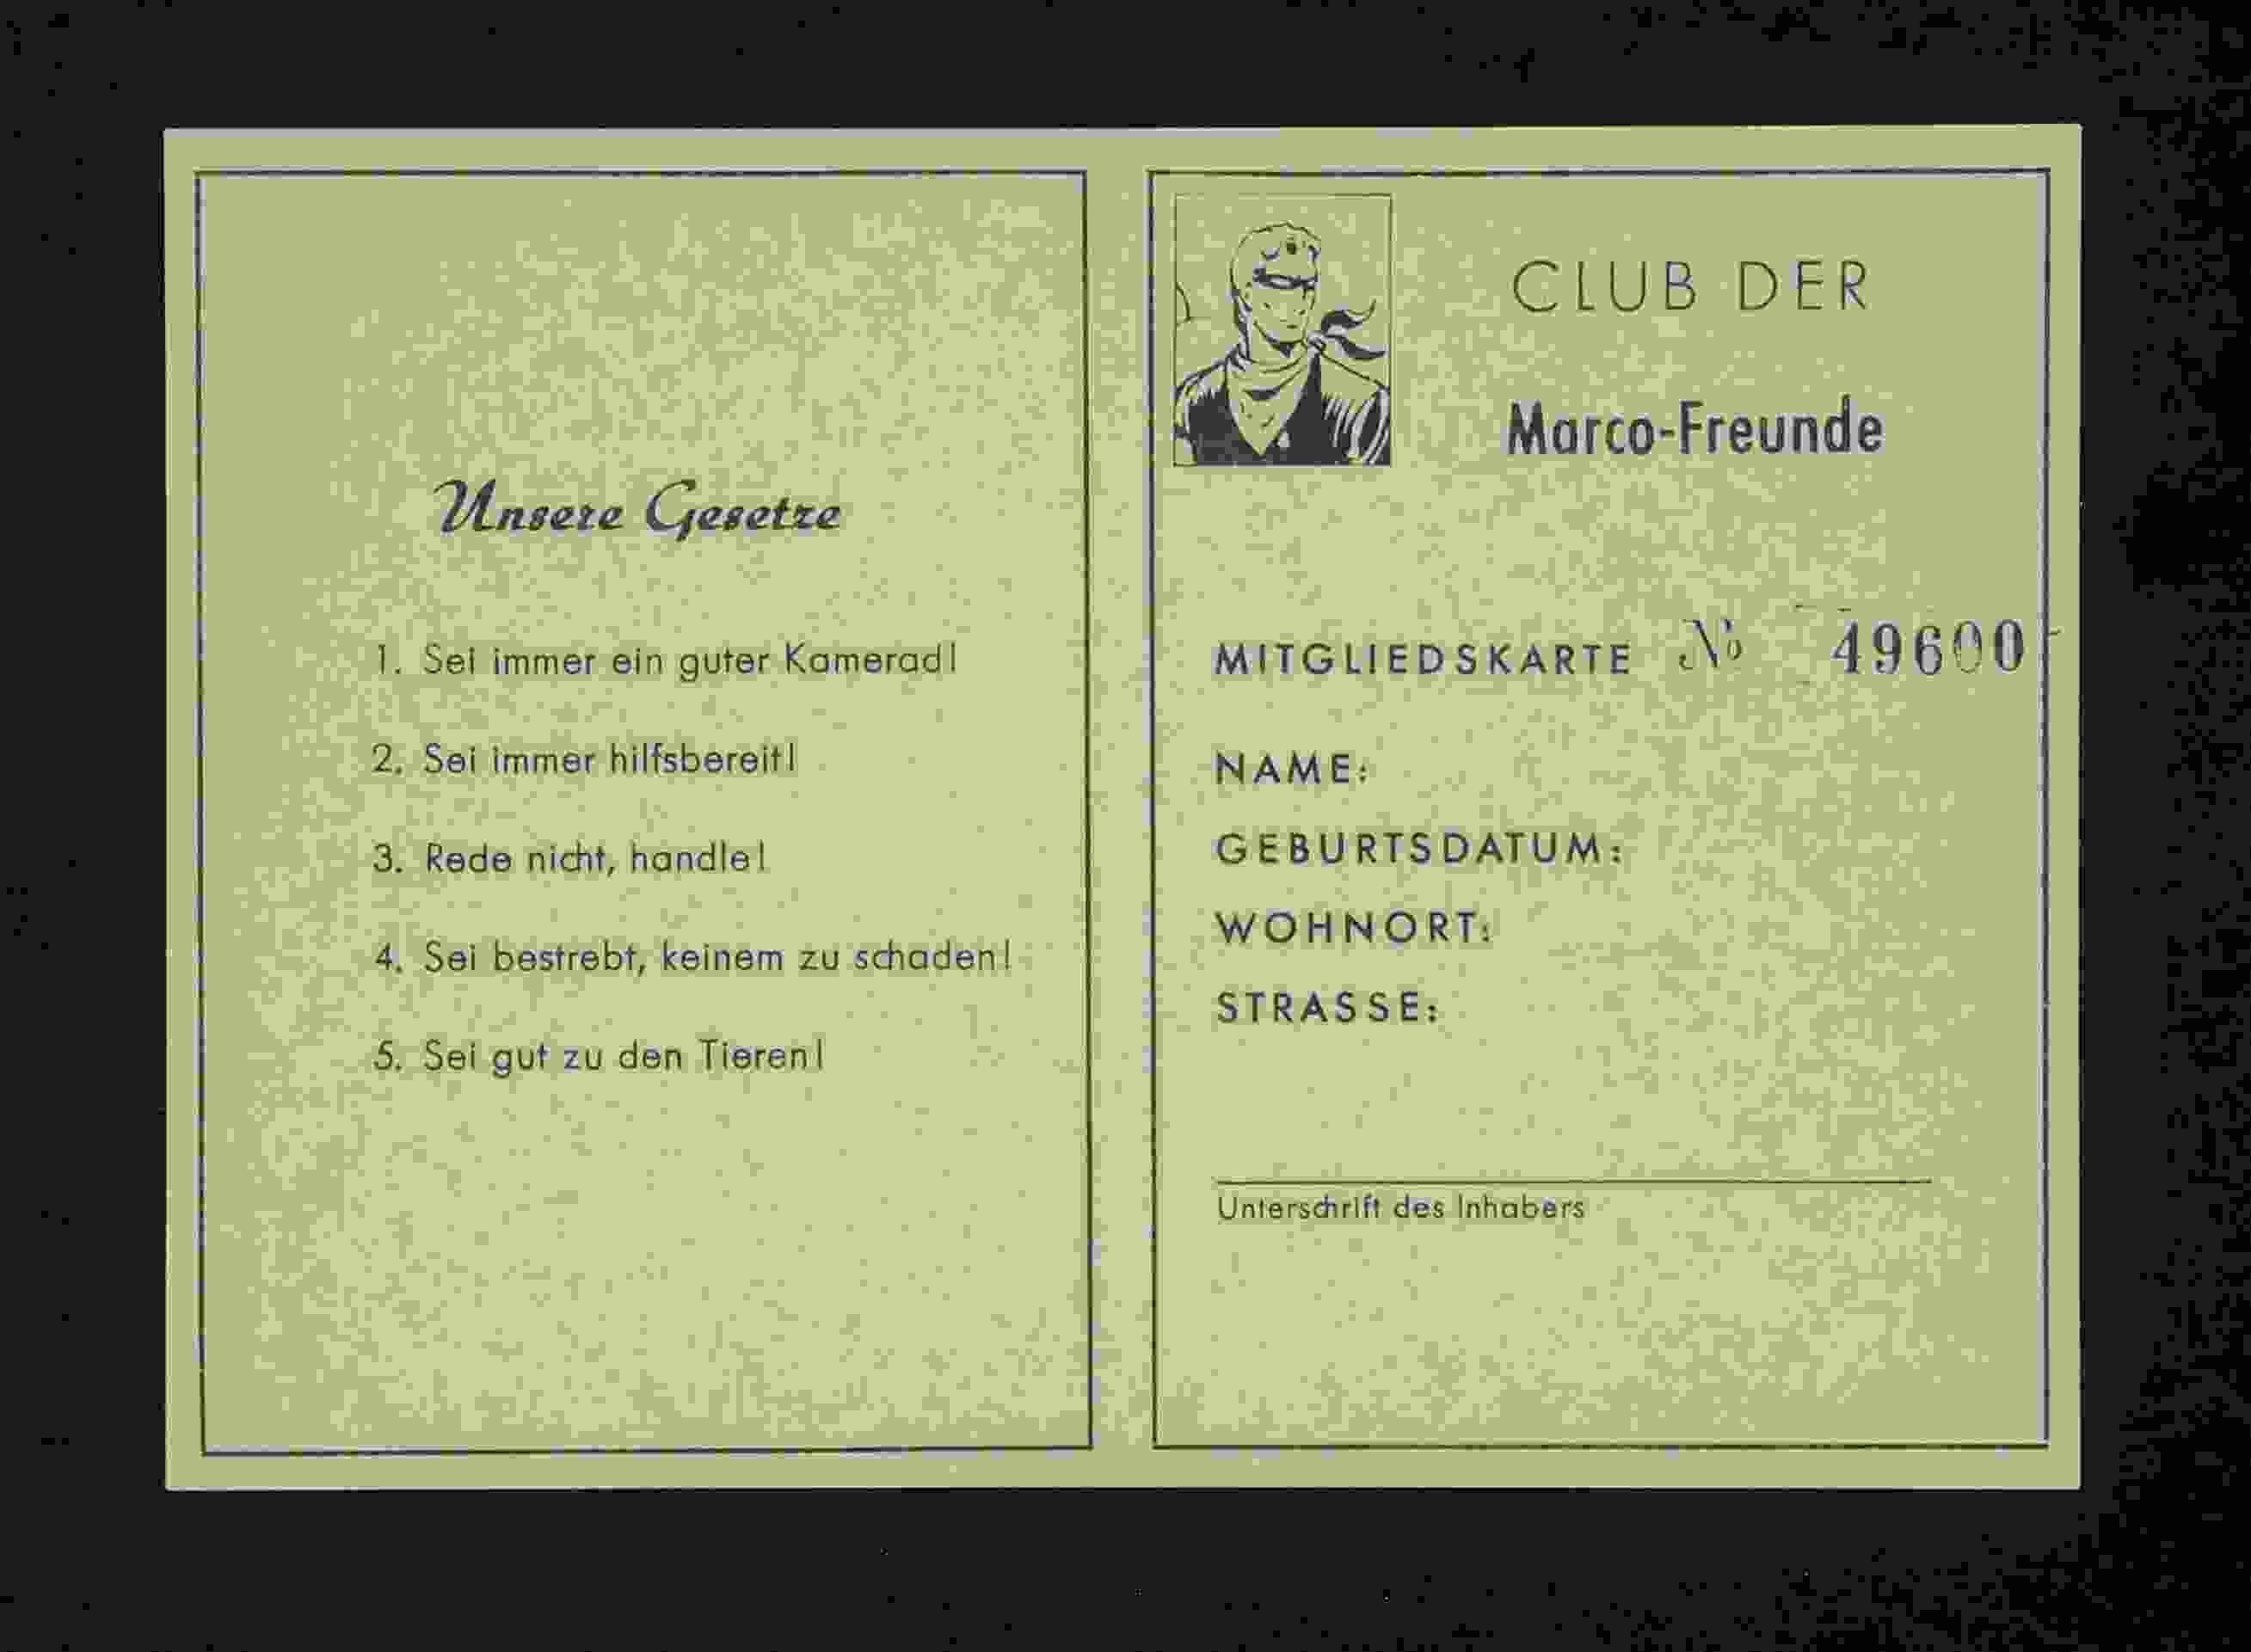 Unsere Gesetze
1. Sei immer ein guter Kamerad!
2. Sei immer hilfsbereit!
3. Rede nicht, handle!
4. Sei bestrebt, keinem zu schaden!
5. Sei gut zu den Tieren!
CLUB DER
Marco-Freunde
MITGLIEDSKARTE № 49600
NAME:
GEBURTSDATUM:
WOHNORT:
STRASSE:
Unterschrift des Inhabers